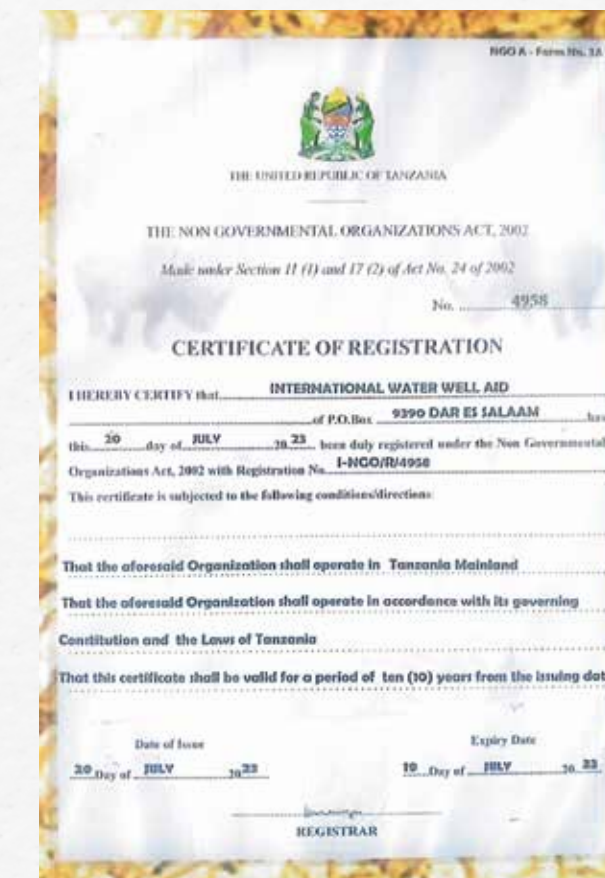 NGO A - Form No. 3A
THE UNITED REPUBLIC OF TANZANIA
THE NON GOVERNMENTAL ORGANIZATIONS ACT, 2002
Made under Section 11 (1) and 17 (2) of Act No. 24 of 2002
No. 4958
CERTIFICATE OF REGISTRATION
I HEREBY CERTIFY that INTERNATIONAL WATER WELL AID
of P.O.Box 9390 DAR ES SALAAM has
this 20 day of JULY 20 23 been duly registered under the Non Governmental
Organizations Act, 2002 with Registration No. I-NGO/R/4958
This certificate is subjected to the following conditions/directions:
That the aforesaid Organization shall operate in Tanzania Mainland
That the aforesaid Organization shall operate in accordance with its governing
Constitution and the Laws of Tanzania
That this certificate shall be valid for a period of ten (10) years from the issuing dat
Date of Issue Expiry Date
20 Day of JULY 20 23 Day of JULY 20
REGISTRAR